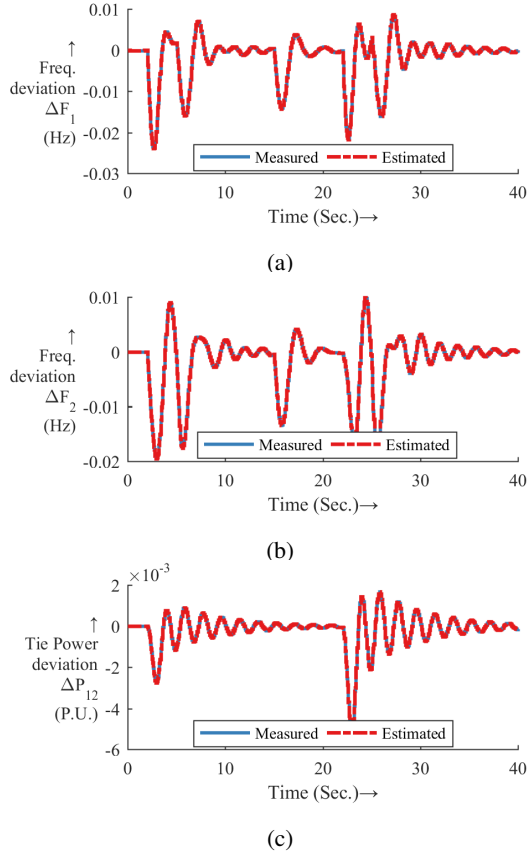 0.01
0
-0.01
-0.02
-0.03
↑
Freq.
deviation
ΔF1
(Hz)
Measured Estimated
0 10 20 30 40
Time (Sec.)→
(a)
0.01
0
-0.01
-0.02
↑
Freq.
deviation
ΔF2
(Hz)
Measured Estimated
0 10 20 30 40
Time (Sec.)→
(b)
×10-3
2
0
-2
-4
-6
↑
Tie Power
deviation
ΔP12
(P.U.)
Measured Estimated
0 10 20 30 40
Time (Sec.)→
(c)